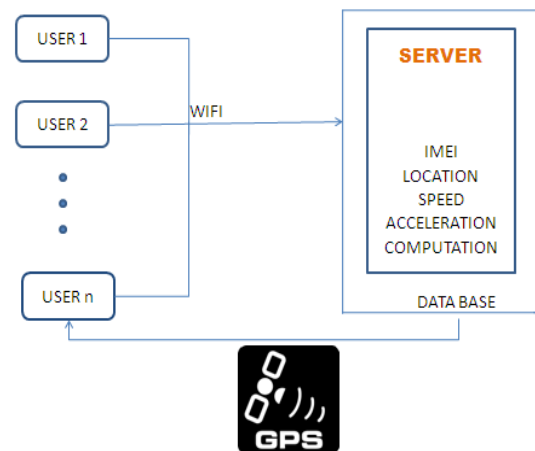 USER 1
USER 2
USER n
WIFI
SERVER
IMEI
LOCATION
SPEED
ACCELERATION
COMPUTATION
DATA BASE
GPS